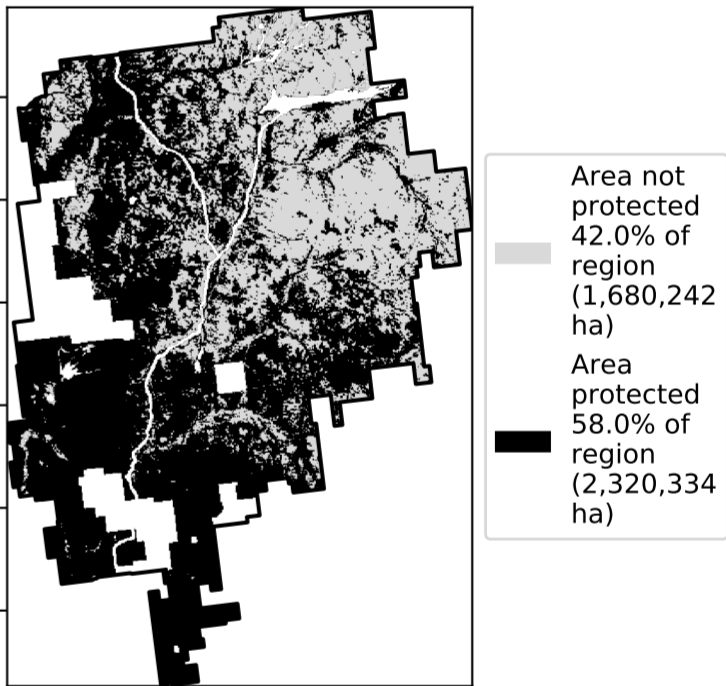 Area not
protected
42.0% of
region
(1,680,242
ha)
Area
protected
58.0% of
region
(2,320,334
ha)